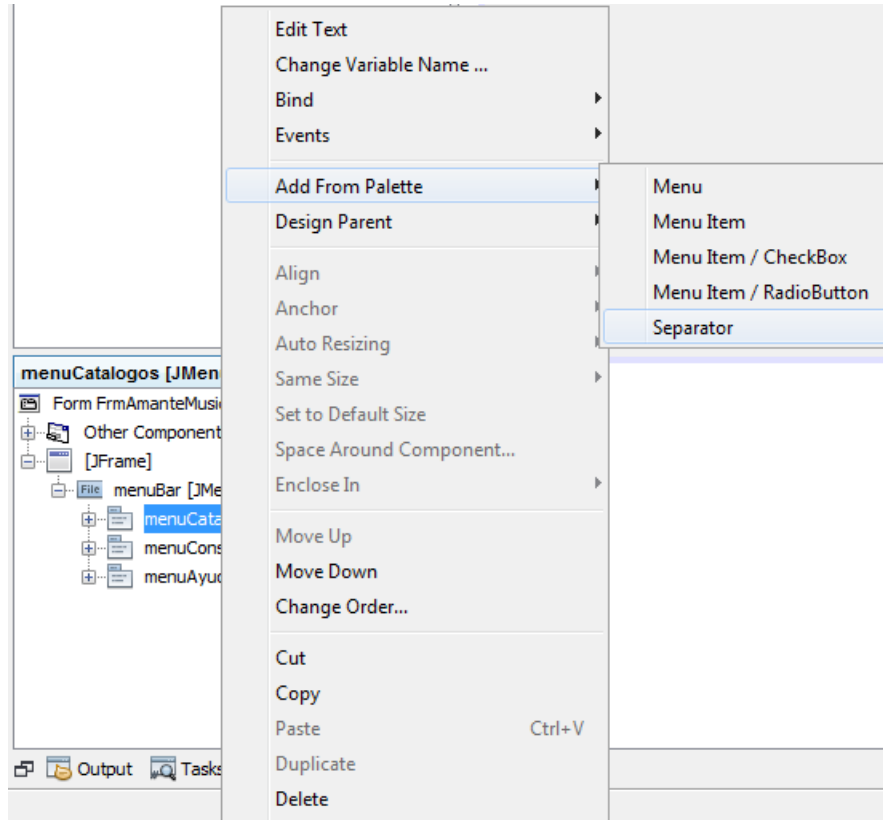 Edit Text
Change Variable Name ...
Bind
Events
Add From Palette
Design Parent
Align
Anchor
Auto Resizing
Same Size
Set to Default Size
Space Around Component...
Enclose In
Move Up
Move Down
Change Order...
Cut
Copy
Paste Ctrl+V
Duplicate
Delete
Menu
Menu Item
Menu Item / CheckBox
Menu Item / RadioButton
Separator
menuCatalogos [JMen
Form FrmAmanteMusi
Other Component
[JFrame]
File menuBar [JMe
menuCata
menuCons
menuAyud
Output Tasks